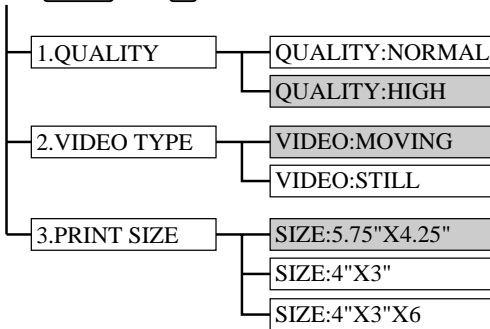 1.QUALITY
QUALITY:NORMAL
QUALITY:HIGH
2.VIDEO TYPE
VIDEO:MOVING
VIDEO:STILL
3.PRINT SIZE
SIZE:5.75"X4.25"
SIZE:4"X3"
SIZE:4"X3"X6